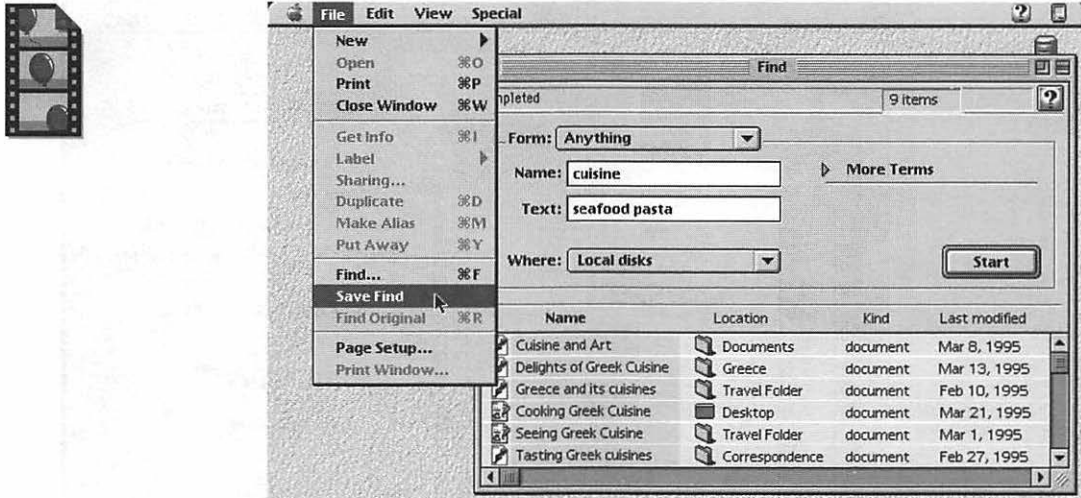 File Edit View Special
New
Open ⌘O
Print ⌘P
Close Window ⌘W
Get Info ⌘I
Label
Sharing...
Duplicate ⌘D
Make Alias ⌘M
Put Away ⌘Y
Find... ⌘F
Save Find
Find Original ⌘R
Page Setup...
Print Window...
Find
mpleted 9 items
Form: Anything
Name: cuisine More Terms
Text: seafood pasta
Where: Local disks Start
Name Location Kind Last modified
Cuisine and Art Documents document Mar 8, 1995
Delights of Greek Cuisine Greece document Mar 13, 1995
Greece and its cuisines Travel Folder document Feb 10, 1995
Cooking Greek Cuisine Desktop document Mar 21, 1995
Seeing Greek Cuisine Travel Folder document Mar 1, 1995
Tasting Greek cuisines Correspondence document Feb 27, 1995